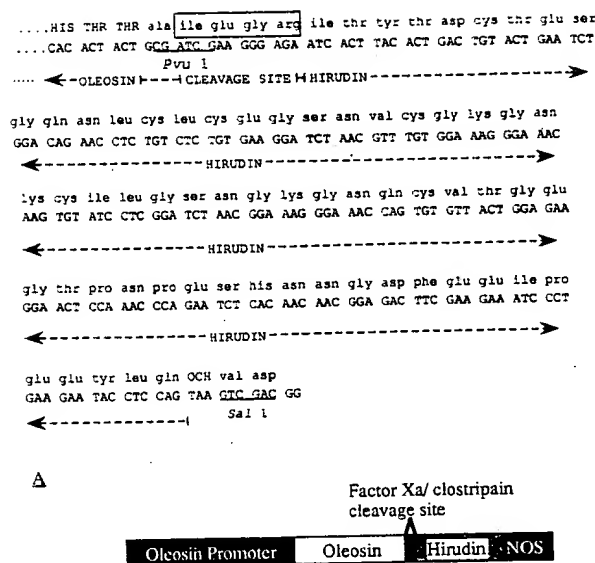 ....HIS THR THR ala ile glu gly arg ile thr tyr thr asp cys thr glu ser
....CAC ACT ACT GCG ATC GAA GGG AGA ATC ACT TAC ACT GAC TGT ACT GAA TCT
Pvu 1
..... OLEOSIN CLEAVAGE SITE HIRUDIN
gly gln asn leu cys leu cys glu gly ser asn val cys gly lys gly asn
GGA CAG AAC CTC TGT CTC TGT GAA GGA TCT AAC GTT TGT GGA AAG GGA AAC
HIRUDIN
lys cys ile leu gly ser asn gly lys gly asn gln cys val thr gly glu
AAG TGT ATC CTC GGA TCT AAC GGA AAG GGA AAC CAG TGT GTT ACT GGA GAA
HIRUDIN
gly thr pro asn pro glu ser his asn asn gly asp phe glu glu ile pro
GGA ACT CCA AAC CCA GAA TCT CAC AAC AAC GGA GAC TTC GAA GAA ATC CCT
HIRUDIN
glu glu tyr leu gln OCH val asp
GAA GAA TAC CTC CAG TAA GTC GAC GG
Sal 1
A
Factor Xa/ clostripain
cleavage site
Oleosin Promoter Oleosin Hirudin NOS